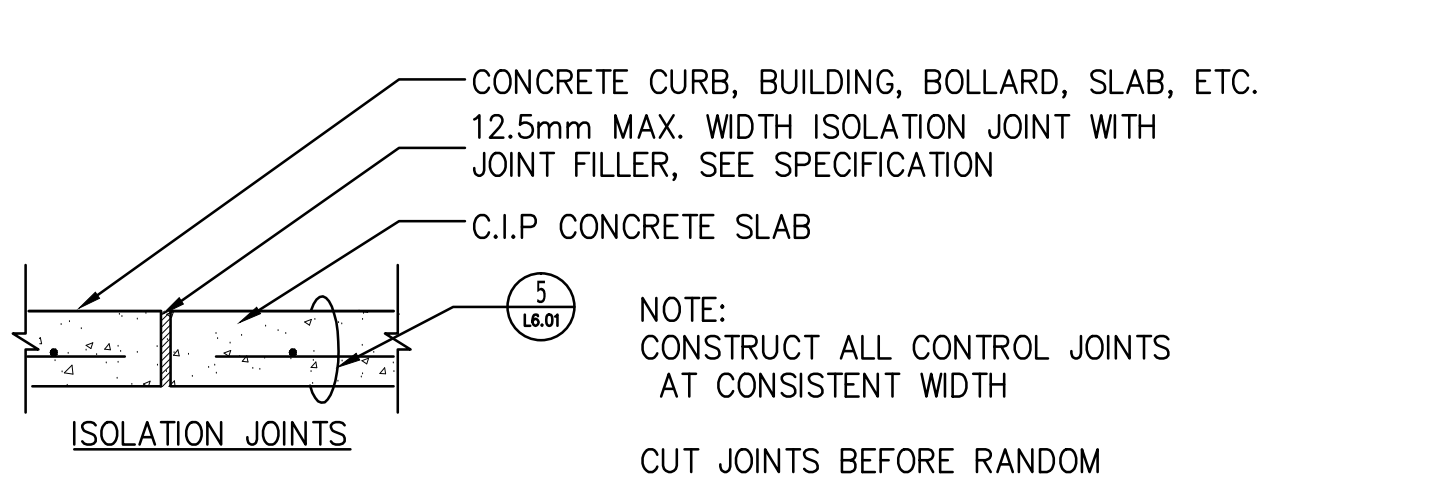 CONCRETE CURB, BUILDING, BOLLARD, SLAB, ETC.
12.5mm MAX. WIDTH ISOLATION JOINT WITH
JOINT FILLER, SEE SPECIFICATION
C.I.P CONCRETE SLAB
5
L6.01
NOTE:
CONSTRUCT ALL CONTROL JOINTS
AT CONSISTENT WIDTH
ISOLATION JOINTS
CUT JOINTS BEFORE RANDOM